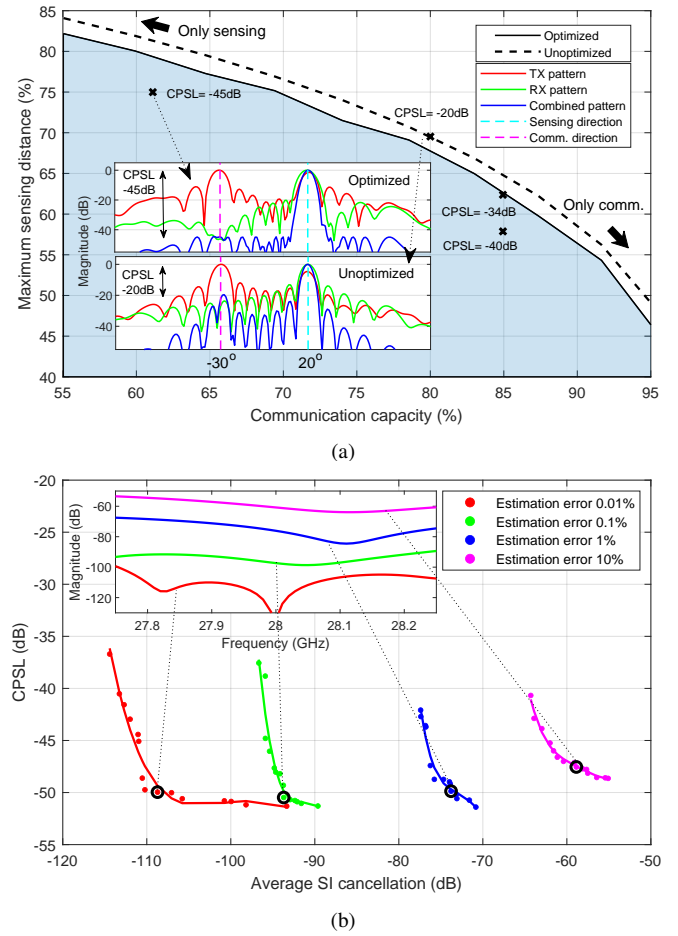 85
80
75
70
65
60
55
50
45
40
Maximum sensing distance (%)
Only sensing
Optimized
Unoptimized
TX pattern
RX pattern
Combined pattern
Sensing direction
Comm. direction
CPSL= -45dB
CPSL= -20dB
CPSL= -34dB
CPSL= -40dB
Only comm.
0
-20
-40
CPSL
-45dB
Optimized
Magnitude (dB)
0
-20
-40
CPSL
-20dB
Unoptimized
-30º
20º
55
60
65
70
75
80
85
90
95
Communication capacity (%)
(a)
-20
-25
-30
-35
-40
-45
-50
-55
CPSL (dB)
-60
-80
-100
-120
Magnitude (dB)
27.8
27.9
28
28.1
28.2
Frequency (GHz)
Estimation error 0.01%
Estimation error 0.1%
Estimation error 1%
Estimation error 10%
-120
-110
-100
-90
-80
-70
-60
-50
Average SI cancellation (dB)
(b)